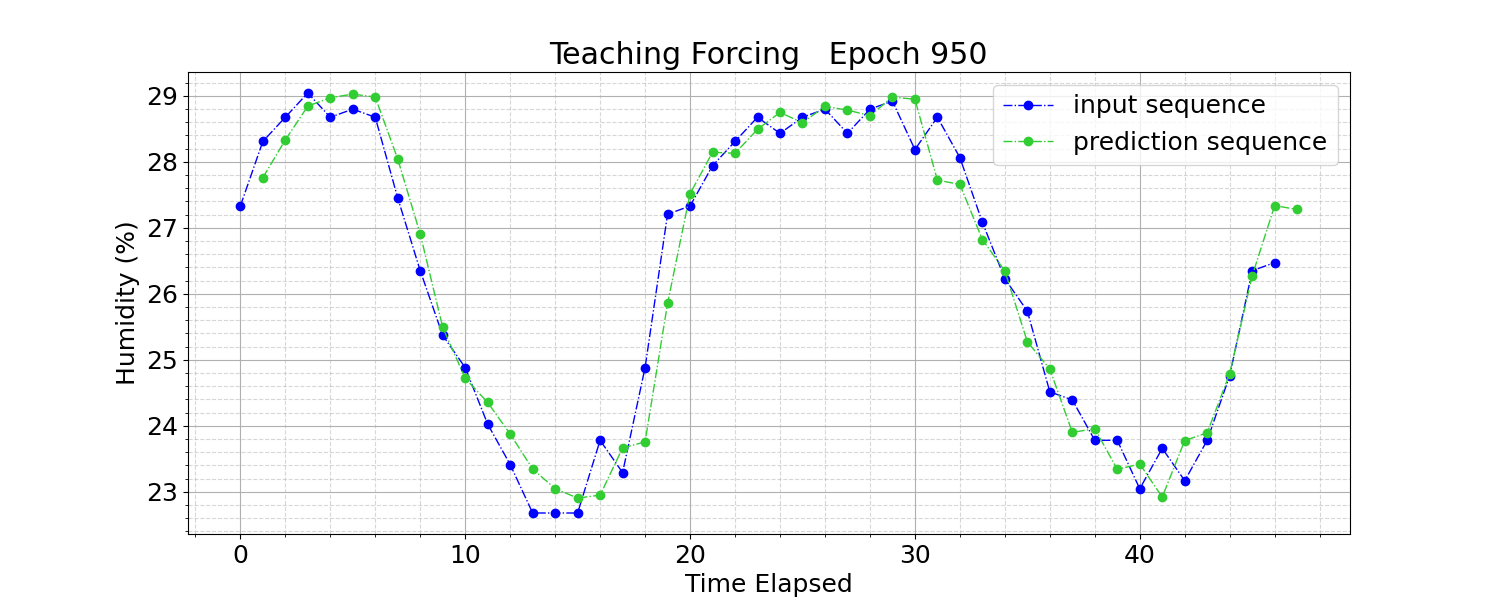 Teaching Forcing   Epoch 950
input sequence
prediction sequence
Humidity (%)
29
28
27
26
25
24
23
0 10 20 30 40
Time Elapsed